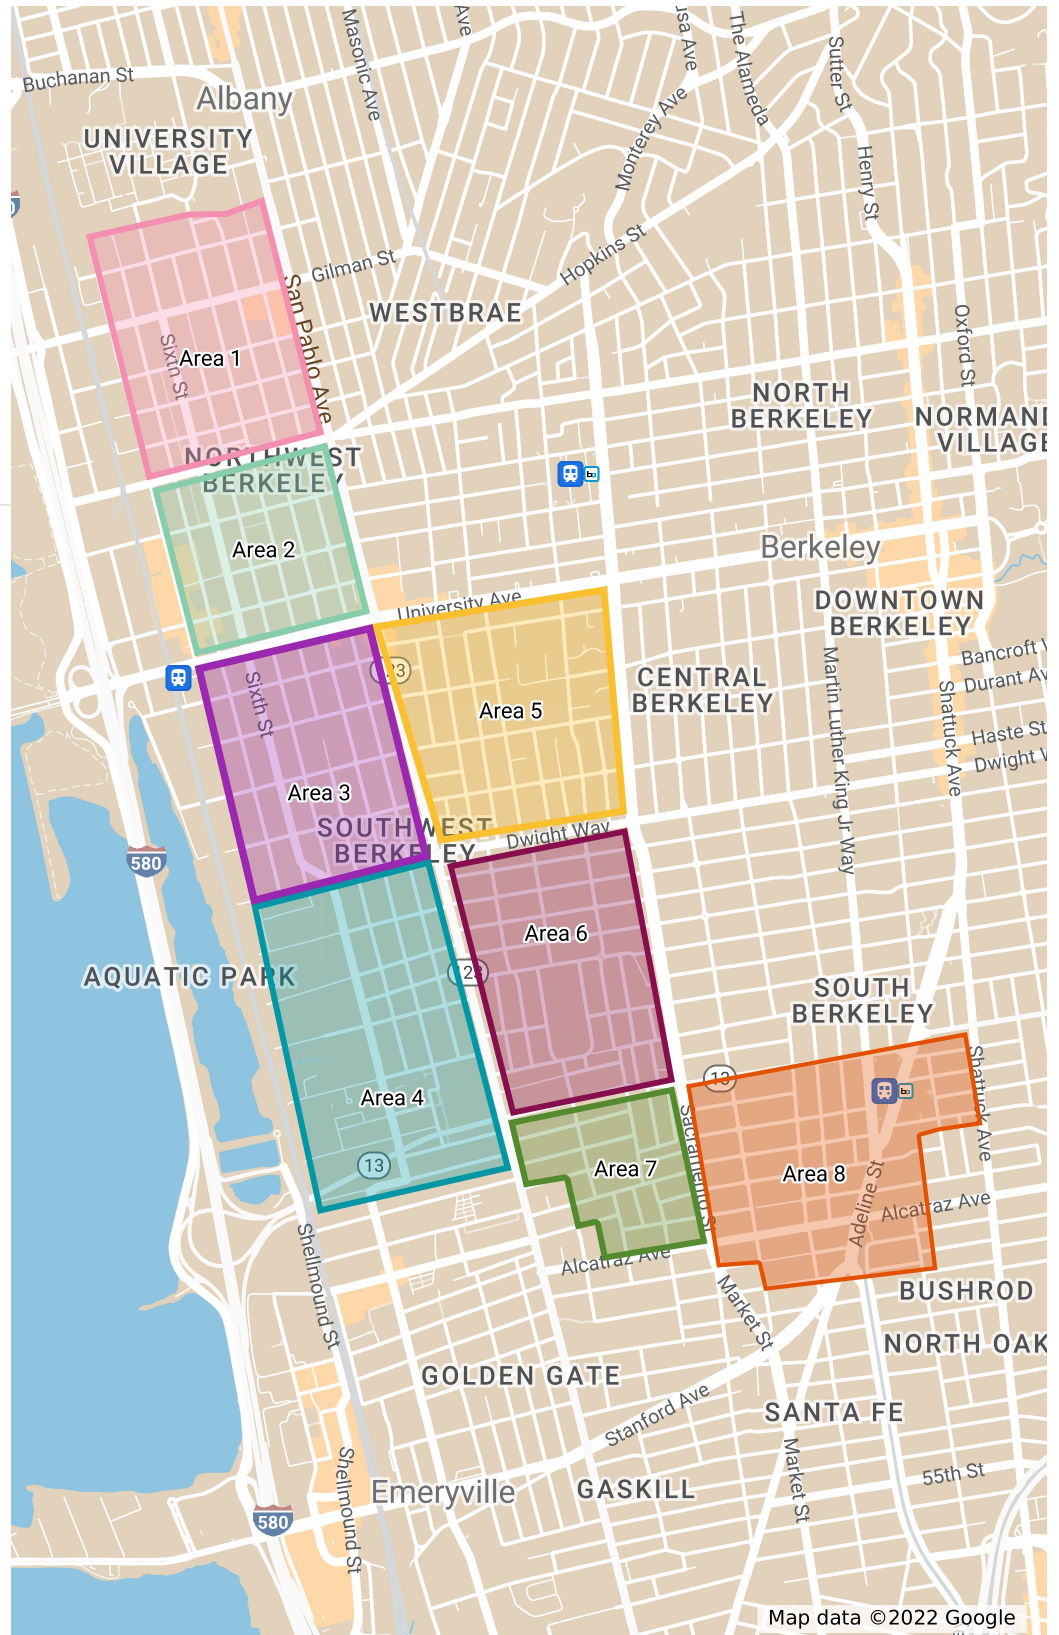 Buchanan St
Albany
UNIVERSITY
VILLAGE
Masonic Ave
Ave
The Alameda
Sutter St
Monterey Ave
Henry St
Hopkins St
Gilman St
San Pablo Ave
WESTBRAE
Sixth St
Area 1
Oxford St
NORTH
BERKELEY
NORTHWEST
BERKELEY
Area 2
Berkeley
University Ave
DOWNTOWN
BERKELEY
Bancroft
Durant Av
Sixth St
Area 5
CENTRAL
BERKELEY
Martin Luther King Jr Way
Shattuck Ave
Haste St
Dwight
Area 3
SOUTHWEST
BERKELEY
Dwight Way
580
Area 6
AQUATIC PARK
SOUTH
BERKELEY
13
Shattuck Ave
Area 4
13
Sacramento St
Area 7
Area 8
Adeline St
Alcatraz Ave
Alcatraz Ave
Shellmound St
Market St
BUSHROD
NORTH OAK
GOLDEN GATE
Stanford Ave
SANTA FE
Market St
55th St
Shellmound St
Emeryville
GASKILL
580
Map data ©2022 Google